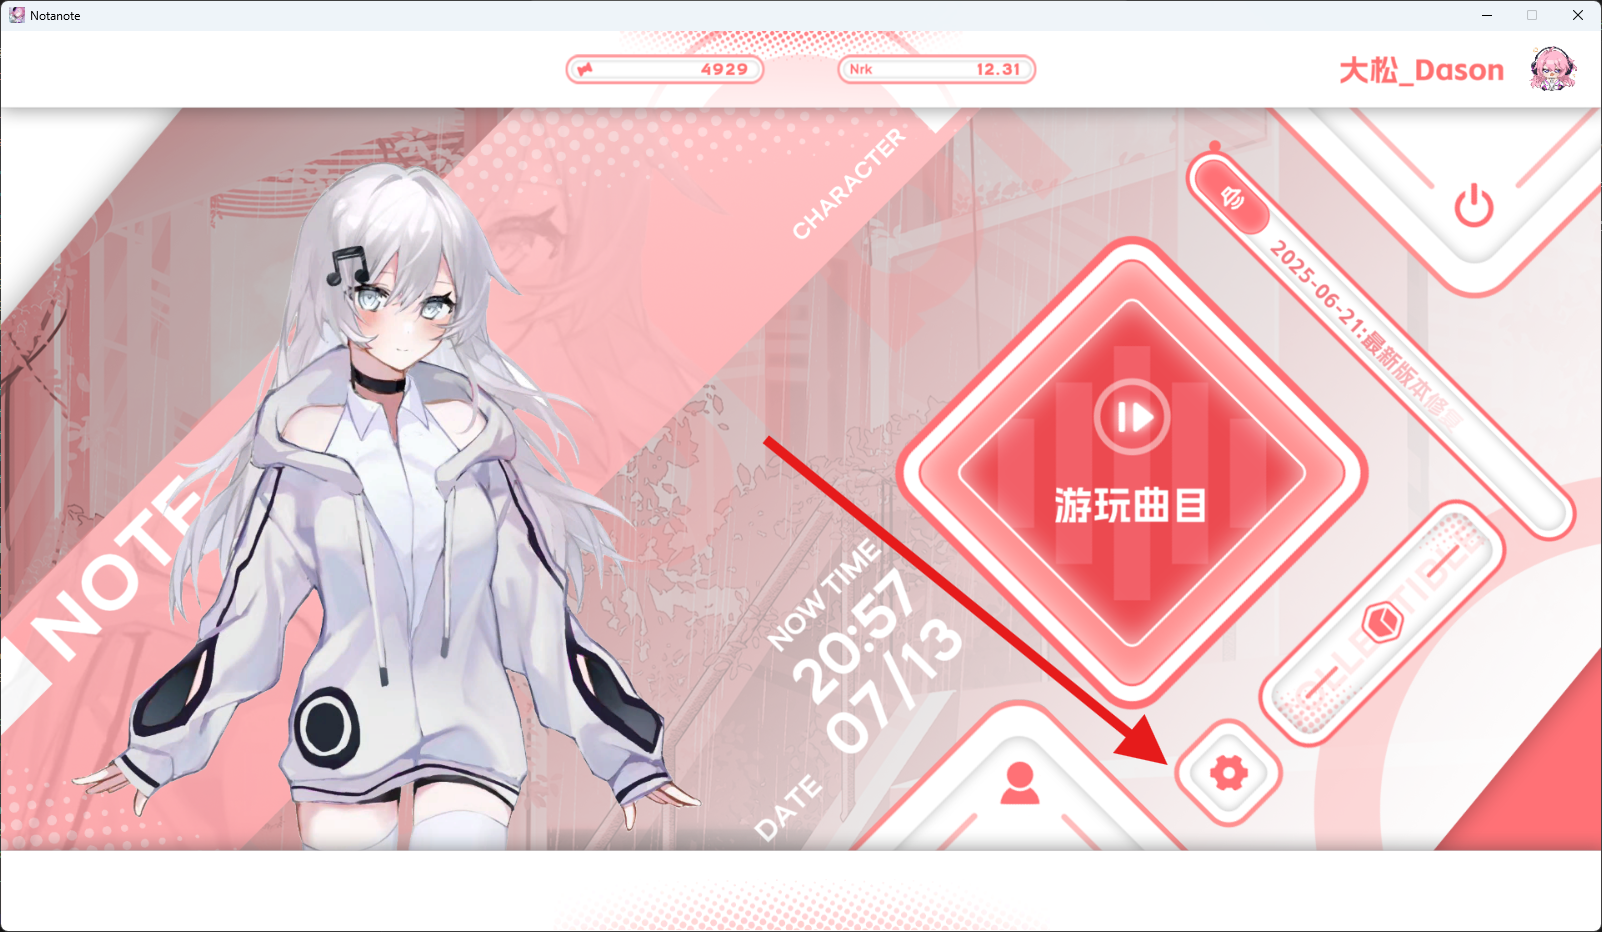 Notanote
4929
Nrk
12.31
大松_Dason
CHARACTER
2025-06-21:最新版本修复
游玩曲目
NOTE
NOW TIME
20:57
07/13
DATE
COLLECTIBLE